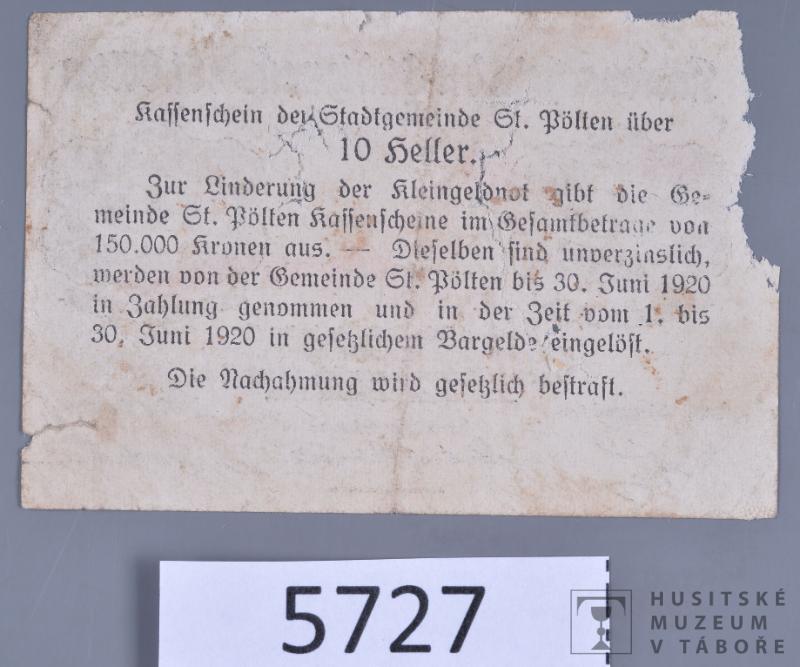 Kassenschein der Stadtgemeinde St. Pölten über
10 Heller.
Zur Linderung der Kleingeldnot gibt die Ge-
meinde St. Pölten Kassenscheine im Gesamtbetrage von
150.000 Kronen aus. — Dieselben sind unverzinslich,
werden von der Gemeinde St. Pölten bis 30. Juni 1920
in Zahlung genommen und in der Zeit vom 1. bis
30. Juni 1920 in gesetzlichem Bargelde eingelöst.
Die Nachahmung wird gesetzlich bestraft.
5727
HUSITSKÉ
MUZEUM
V TÁBOŘE